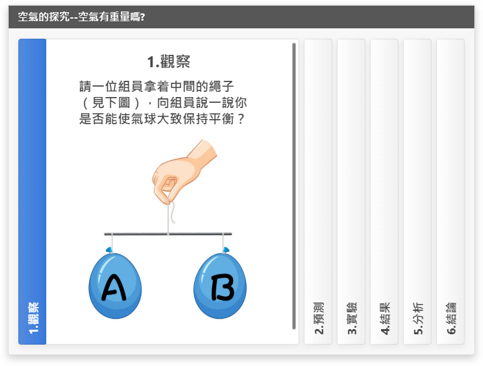 空氣的探究--空氣有重量嗎?
1.觀察
請一位組員拿着中間的繩子
（見下圖），向組員說一說你
是否能使氣球大致保持平衡？
A
B
1.觀察
2.預測
3.實驗
4.結果
5.分析
6.結論